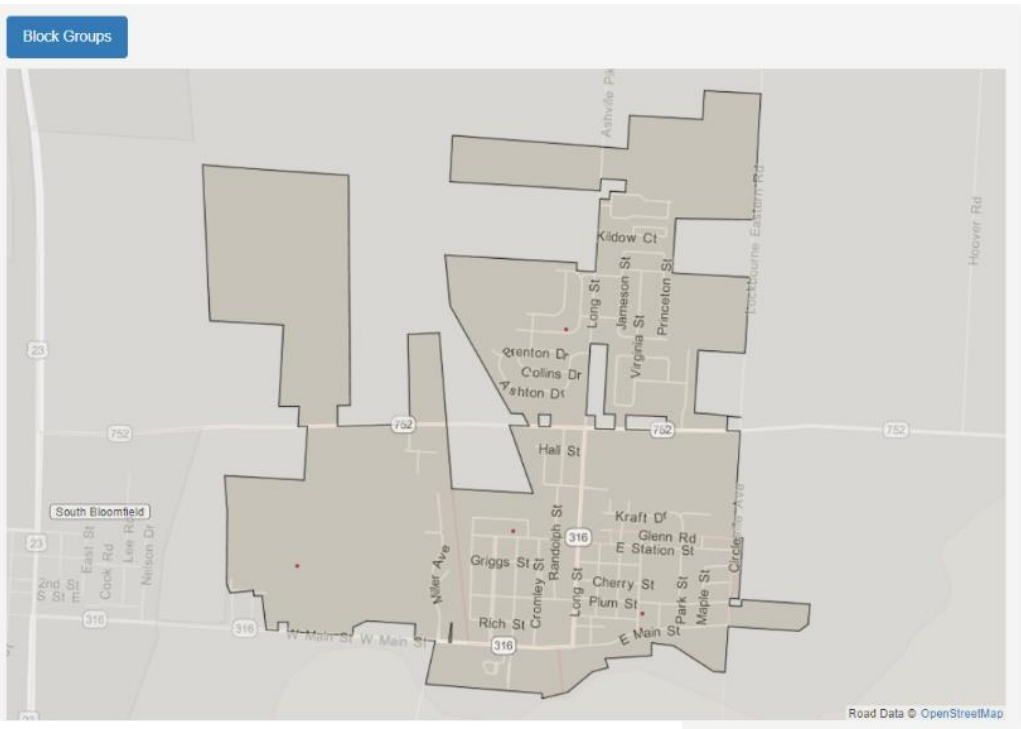 Block Groups
Ashville Pik
Lockbourne Eastern Rd
Hoover Rd
Kildow Ct
Long St
Jameson St
Princeton St
Virginia St
23
Brenton Dr
Collins Dr
Ashton Dr
752
752
752
752
Hall St
South Bloomfield
Kraft Dr
Randolph St
316
Glenn Rd
E Station St
Circle
Ave
23
East St
Cook Rd
Lee Rd
Nelson Dr
Miller Ave
Griggs St
Cromley St
Long St
Cherry St
Plum St
Park St
Maple St
2nd St
316
316
W Main St W Main St
Rich St
316
E Main St
23
Road Data © OpenStreetMap